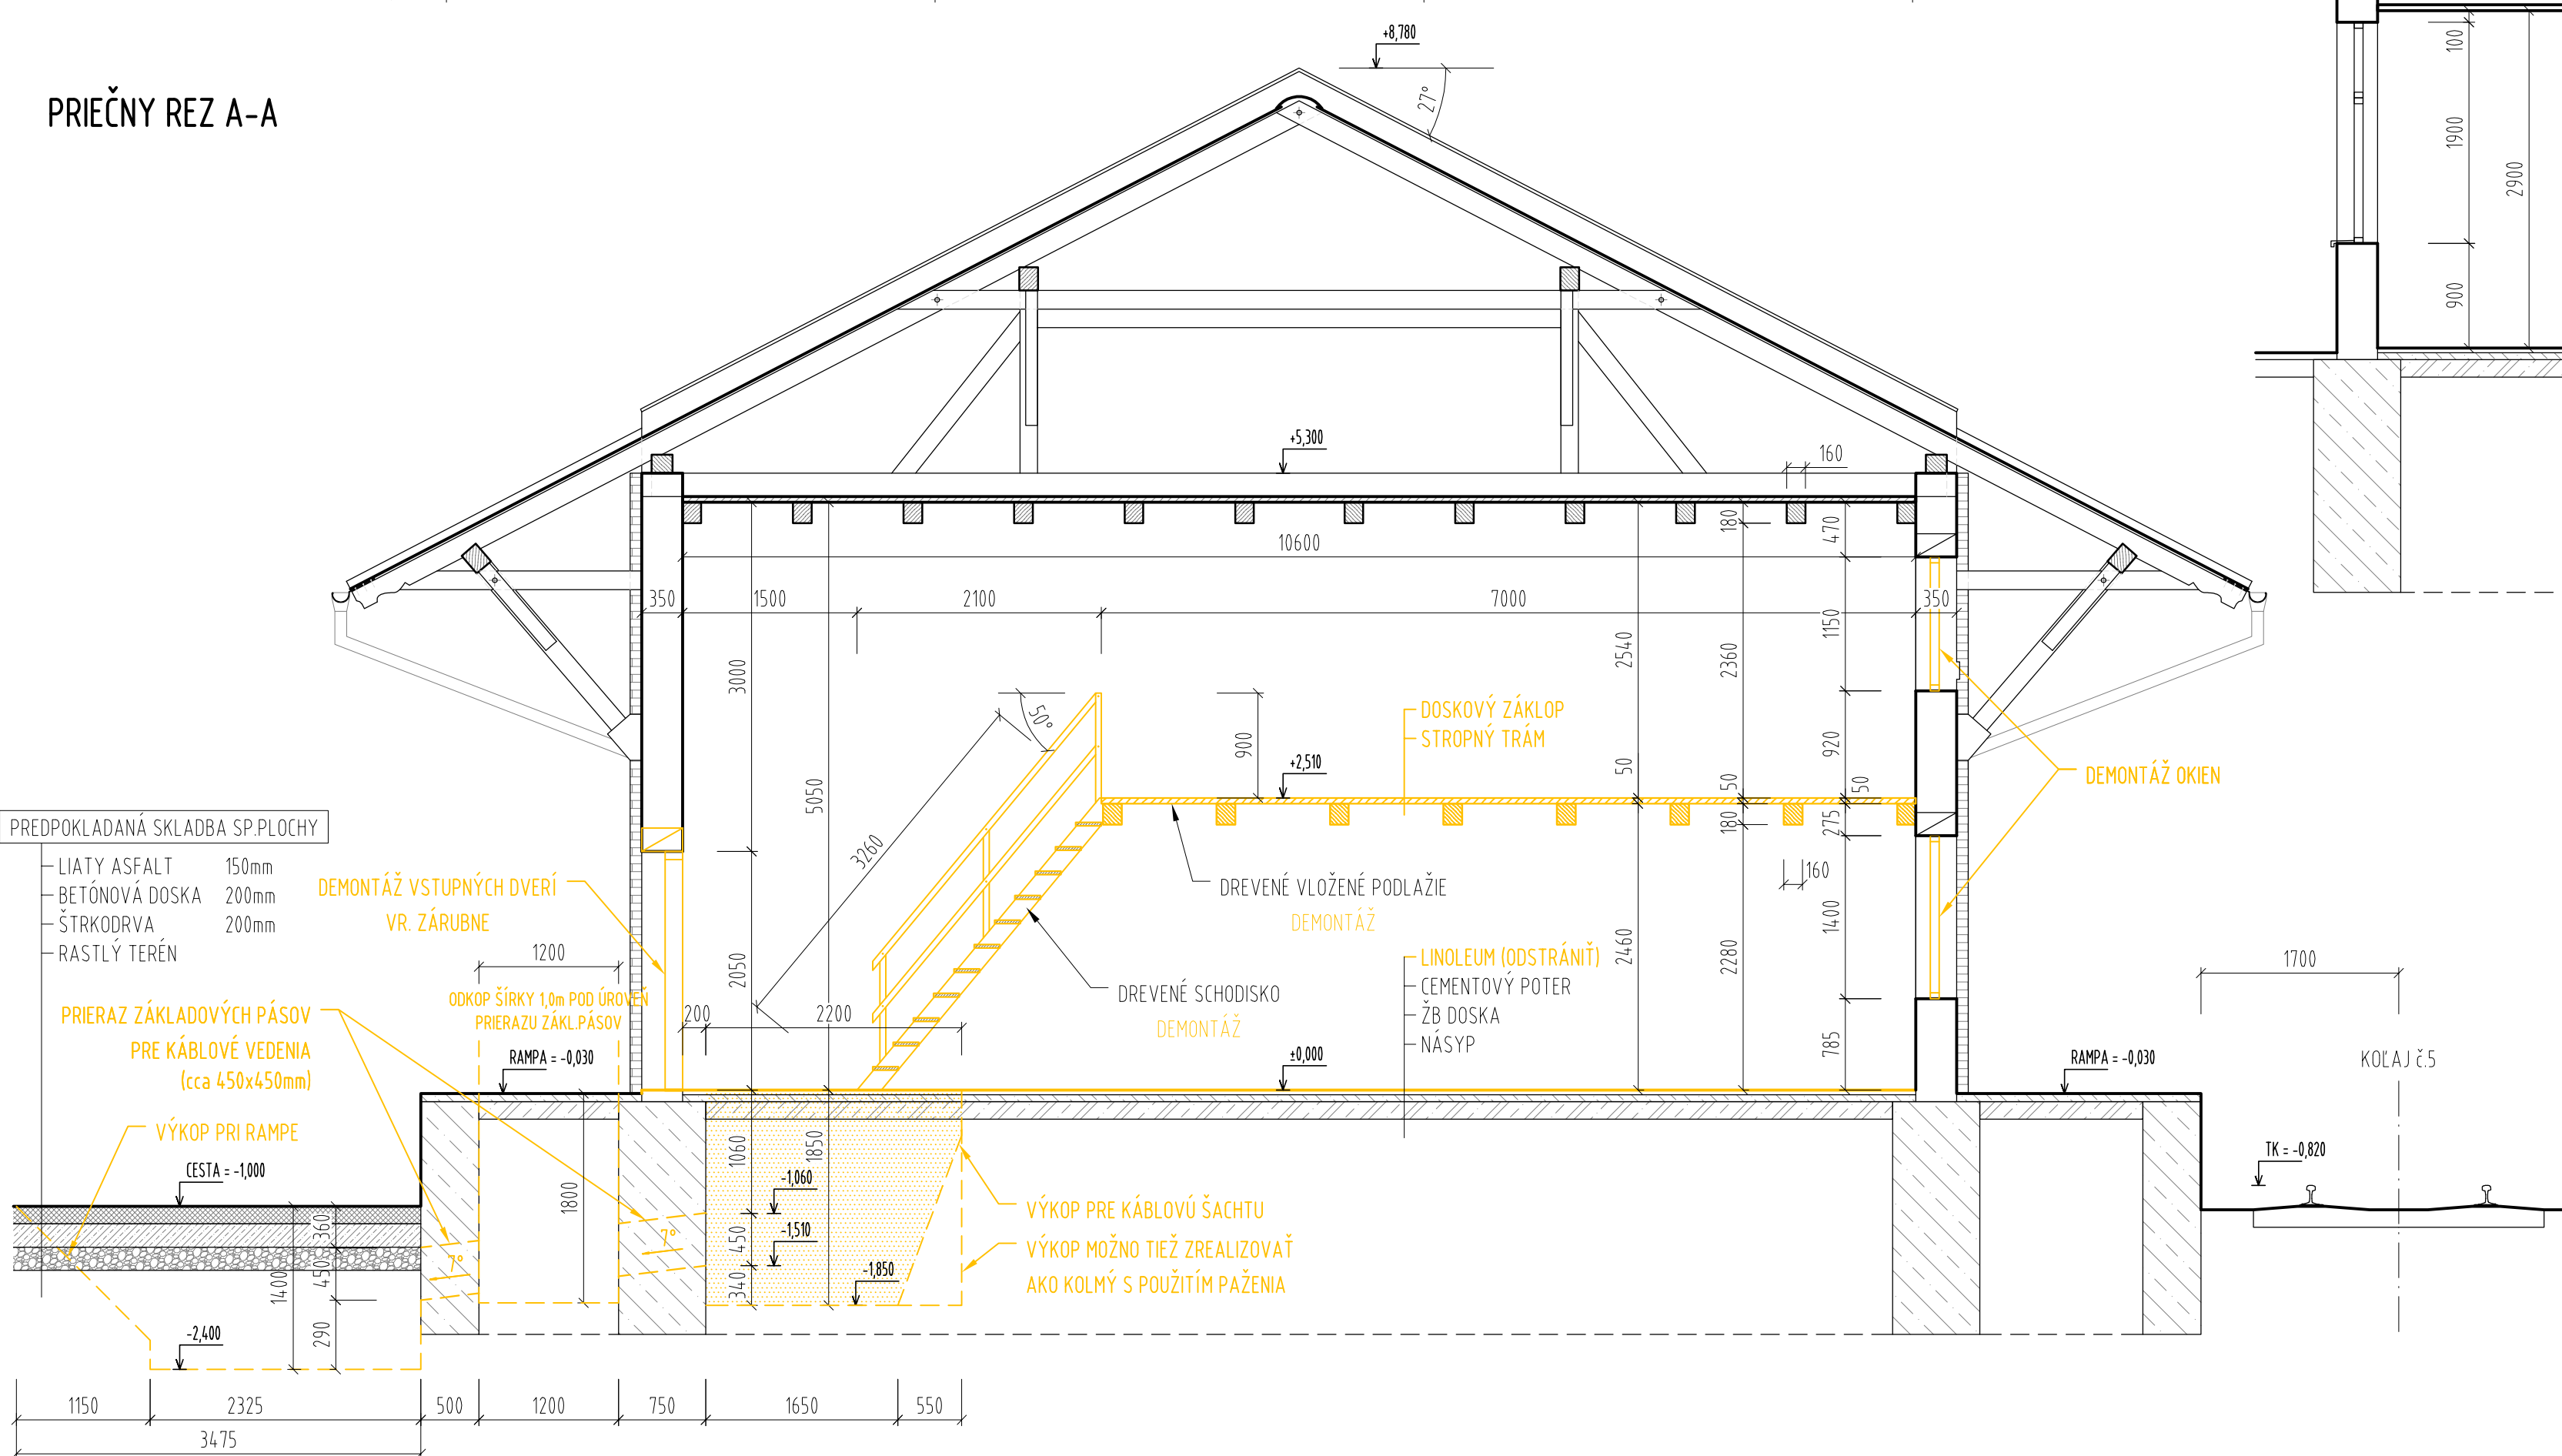 PRIEČNY REZ A-A
+8,780
27°
100
1900
2900
900
+5,300
160
180
470
10600
350
1500
2100
7000
350
1150
3000
2540
2360
50°
DOSKOVÝ ZÁKLOP
STROPNÝ TRÁM
900
920
+2,510
50
50
50
DEMONTÁŽ OKIEN
5050
180
275
PREDPOKLADANÁ SKLADBA SP.PLOCHY
LIATY ASFALT 150mm
BETÓNOVÁ DOSKA 200mm
ŠTRKODRVA 200mm
RASTLÝ TERÉN
3260
160
DEMONTÁŽ VSTUPNÝCH DVERÍ
VR. ZÁRUBNE
DREVENÉ VLOŽENÉ PODLAŽIE
DEMONTÁŽ
1400
2460
2280
1200
2050
LINOLEUM (ODSTRÁNIŤ)
CEMENTOVÝ POTER
ŽB DOSKA
NÁSYP
1700
DREVENÉ SCHODISKO
DEMONTÁŽ
ODKOP ŠÍRKY 1,0m POD ÚROVEŇ
PRIERAZU ZÁKL.PÁSOV
200
2200
PRIERAZ ZÁKLADOVÝCH PÁSOV
PRE KÁBLOVÉ VEDENIA
(cca 450x450mm)
785
RAMPA = -0,030
±0,000
RAMPA = -0,030
KOĽAJ č.5
VÝKOP PRI RAMPE
1060
1850
TK = -0,820
CESTA = -1,000
-1,060
1800
VÝKOP PRE KÁBLOVÚ ŠACHTU
360
450
-1,510
7°
7°
VÝKOP MOŽNO TIEŽ ZREALIZOVAŤ
AKO KOLMÝ S POUŽITÍM PAŽENIA
450
1400
340
-1,850
290
-2,400
1150
2325
500
1200
750
1650
550
3475